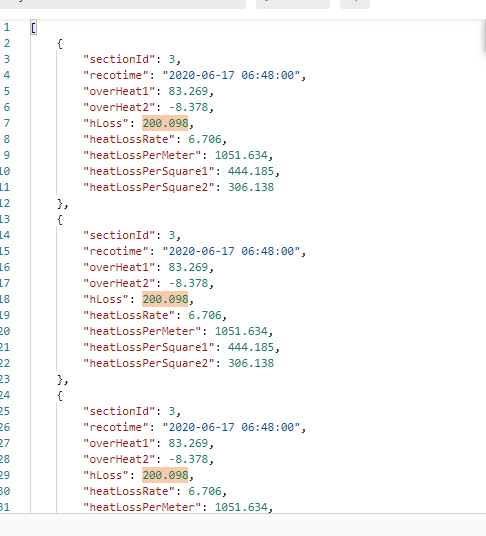 1 [
2 {
3 "sectionId": 3,
4 "recotime": "2020-06-17 06:48:00",
5 "overHeat1": 83.269,
6 "overHeat2": -8.378,
7 "hLoss": 200.098,
8 "heatLossRate": 6.706,
9 "heatLossPerMeter": 1051.634,
10 "heatLossPerSquare1": 444.185,
11 "heatLossPerSquare2": 306.138
12 },
13 {
14 "sectionId": 3,
15 "recotime": "2020-06-17 06:48:00",
16 "overHeat1": 83.269,
17 "overHeat2": -8.378,
18 "hLoss": 200.098,
19 "heatLossRate": 6.706,
20 "heatLossPerMeter": 1051.634,
21 "heatLossPerSquare1": 444.185,
22 "heatLossPerSquare2": 306.138
23 },
24 {
25 "sectionId": 3,
26 "recotime": "2020-06-17 06:48:00",
27 "overHeat1": 83.269,
28 "overHeat2": -8.378,
29 "hLoss": 200.098,
30 "heatLossRate": 6.706,
31 "heatLossPerMeter": 1051.634,